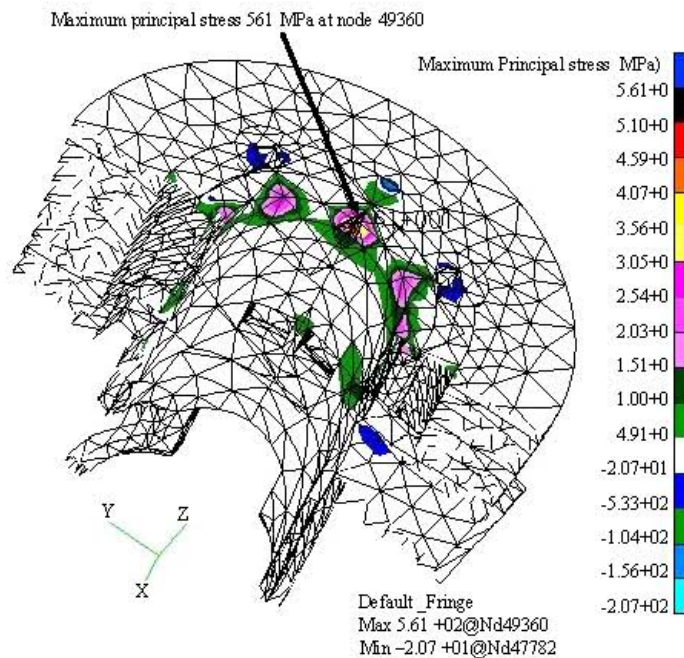 Maximum principal stress 561 MPa at node 49360
Maximum Principal stress MPa)
5.61+0
5.10+0
4.59+0
4.07+0
3.56+0
3.05+0
2.54+0
2.03+0
1.51+0
1.00+0
4.91+0
-2.07+01
-5.33+02
-1.04+02
-1.56+02
-2.07+02
Y
Z
X
Default_Fringe
Max 5.61 +02@Nd49360
Min -2.07 +01@Nd47782